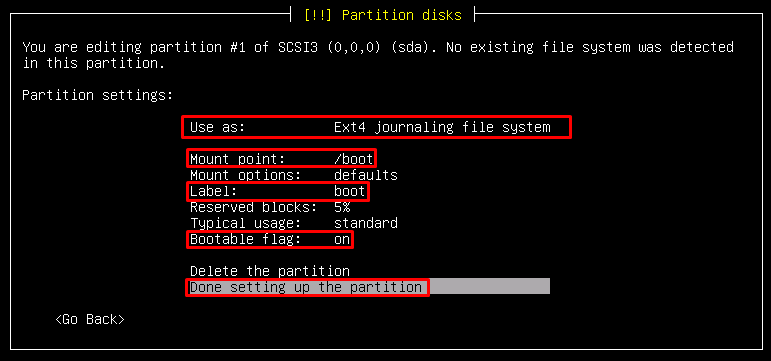 [!!] Partition disks
You are editing partition #1 of SCSI3 (0,0,0) (sda). No existing file system was detected
in this partition.
Partition settings:
Use as: Ext4 journaling file system
Mount point: /boot
Mount options: defaults
Label: boot
Reserved blocks: 5%
Typical usage: standard
Bootable flag: on
Delete the partition
Done setting up the partition
<Go Back>